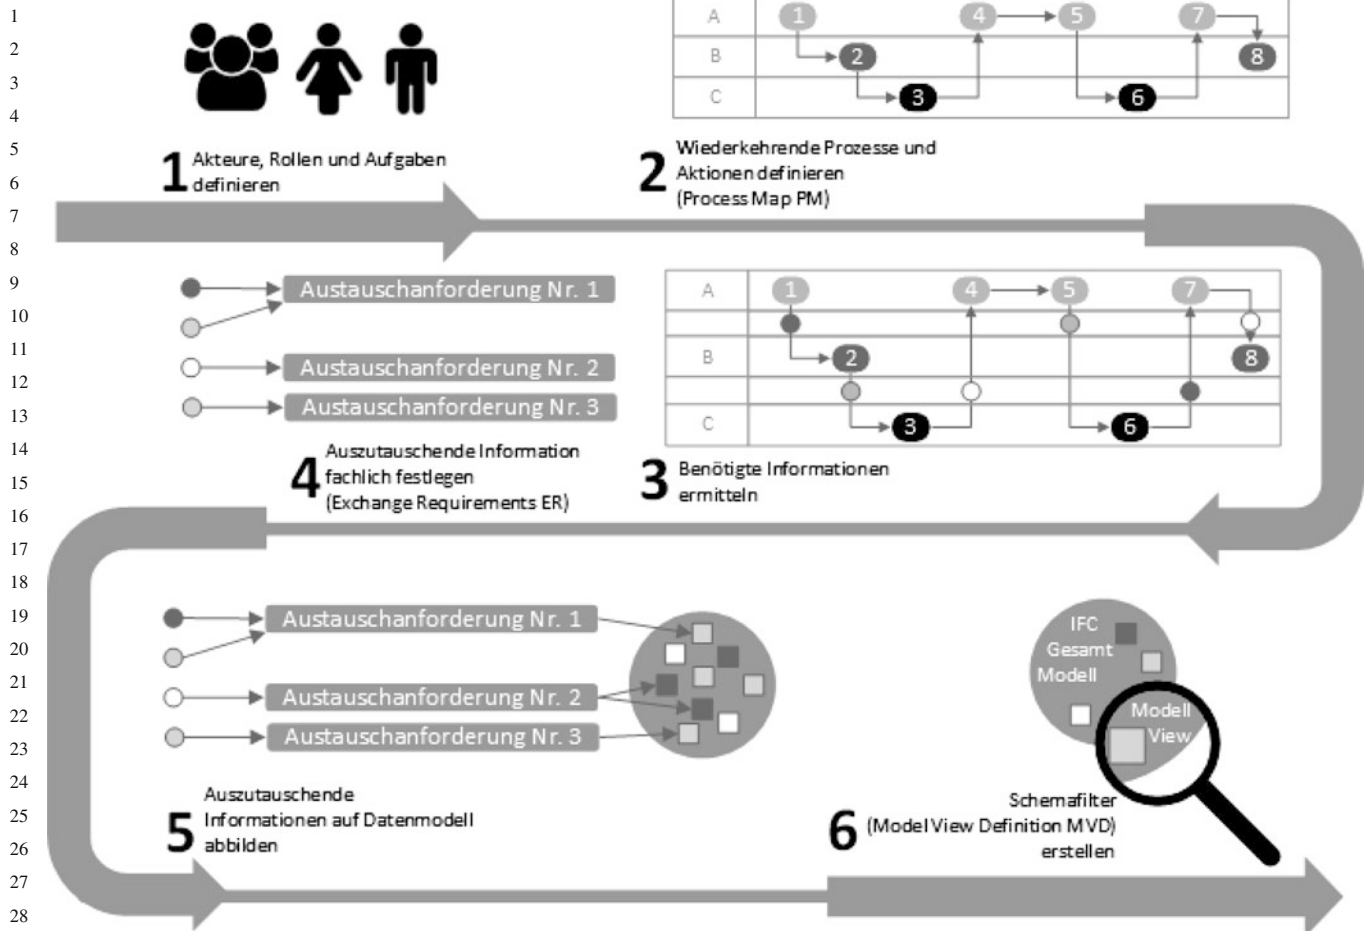 1
2
3
4
5
6
7
8
9
10
11
12
13
14
15
16
17
18
19
20
21
22
23
24
25
26
27
28
1 Akteure, Rollen und Aufgaben
definieren
A 1 4 5 7
B 2 8
C 3 6
2 Wiederkehrende Prozesse und
Aktionen definieren
(Process Map PM)
A 1 4 5 7
B 2 8
C 3 6
3 Benötigte Informationen
ermitteln
Austauschanforderung Nr. 1
Austauschanforderung Nr. 2
Austauschanforderung Nr. 3
4 Auszutauschende Information
fachlich festlegen
(Exchange Requirements ER)
Austauschanforderung Nr. 1
Austauschanforderung Nr. 2
Austauschanforderung Nr. 3
5 Auszutauschende
Informationen auf Datenmodell
abbilden
IFC
Gesamt
Modell
Modell
View
6 Schemafilter
(Model View Definition MVD)
erstellen